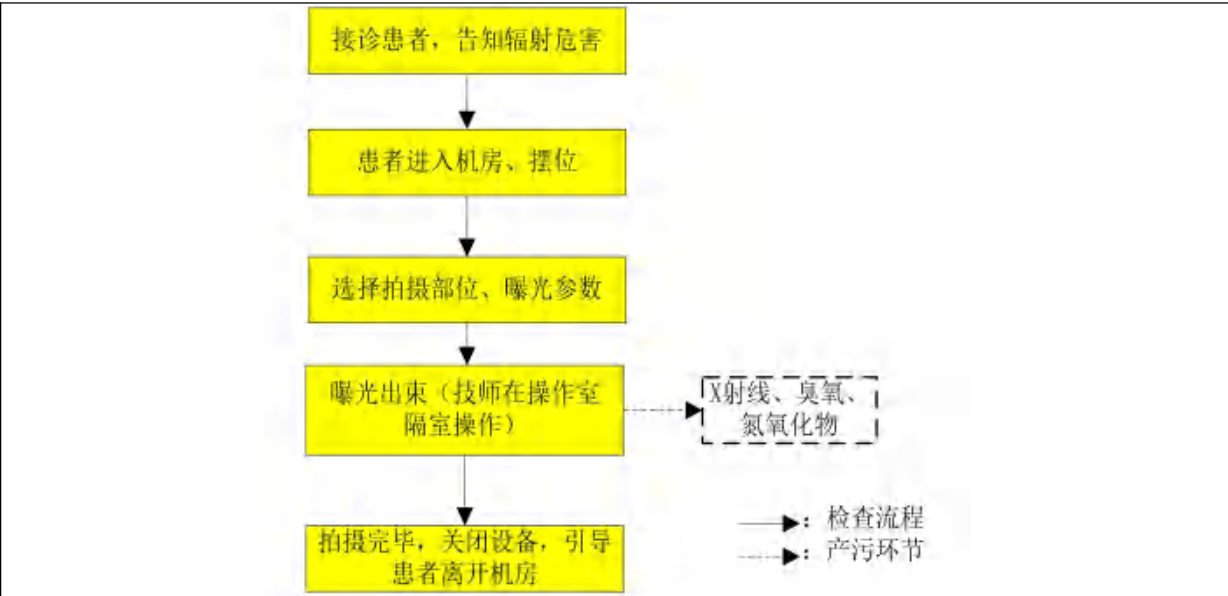 接诊患者，告知辐射危害
患者进入机房、摆位
选择拍摄部位、曝光参数
曝光出束（技师在操作室
隔室操作）
X射线、臭氧、
氮氧化物
拍摄完毕，关闭设备，引导
患者离开机房
：检查流程
：产污环节